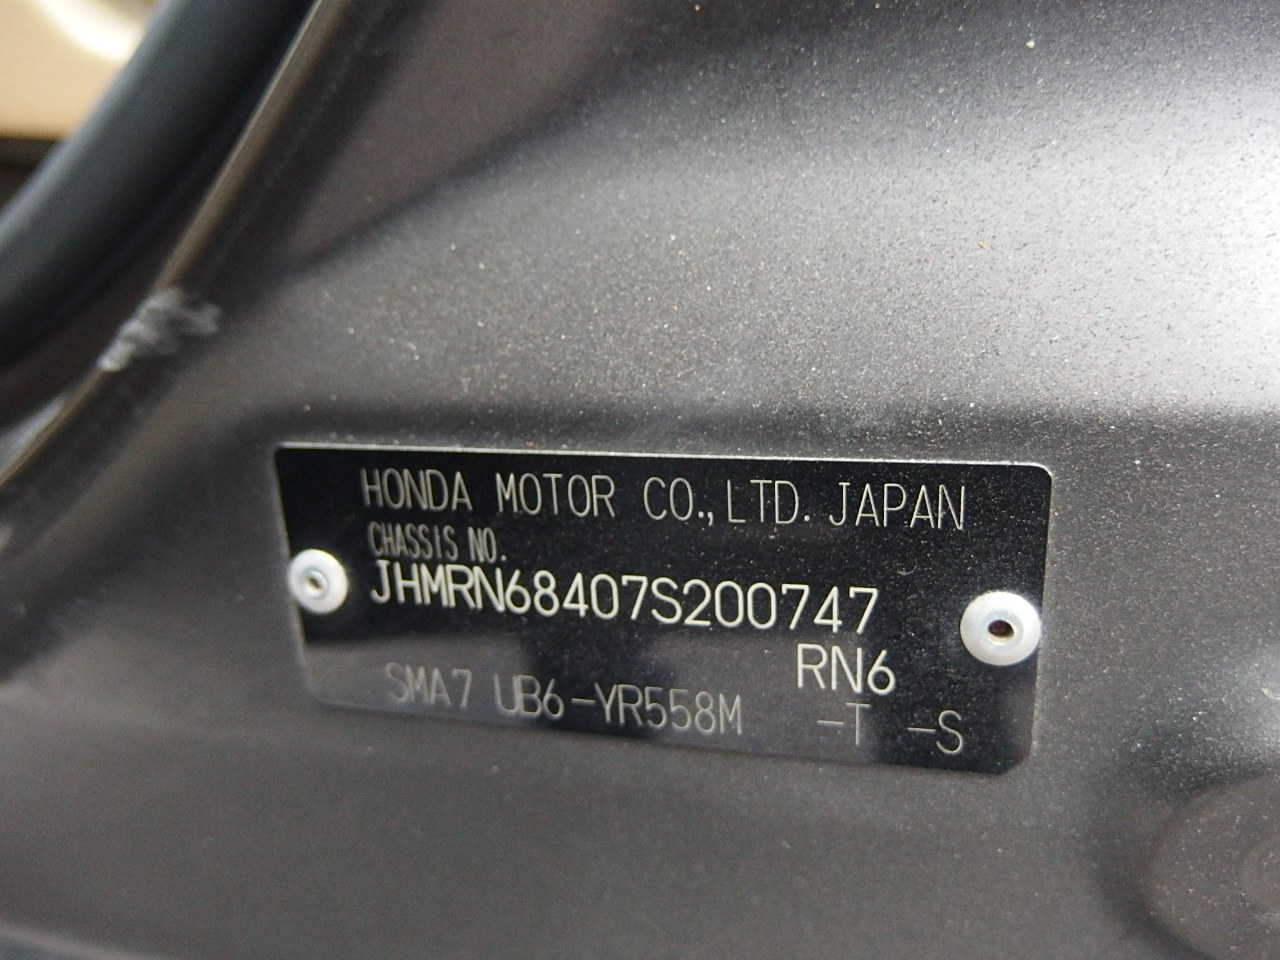 HONDA MOTOR CO.,LTD. JAPAN
CHASSIS NO.
JHMRN68407S200747
RN6
SMA7 UB6-YR558M -T -S